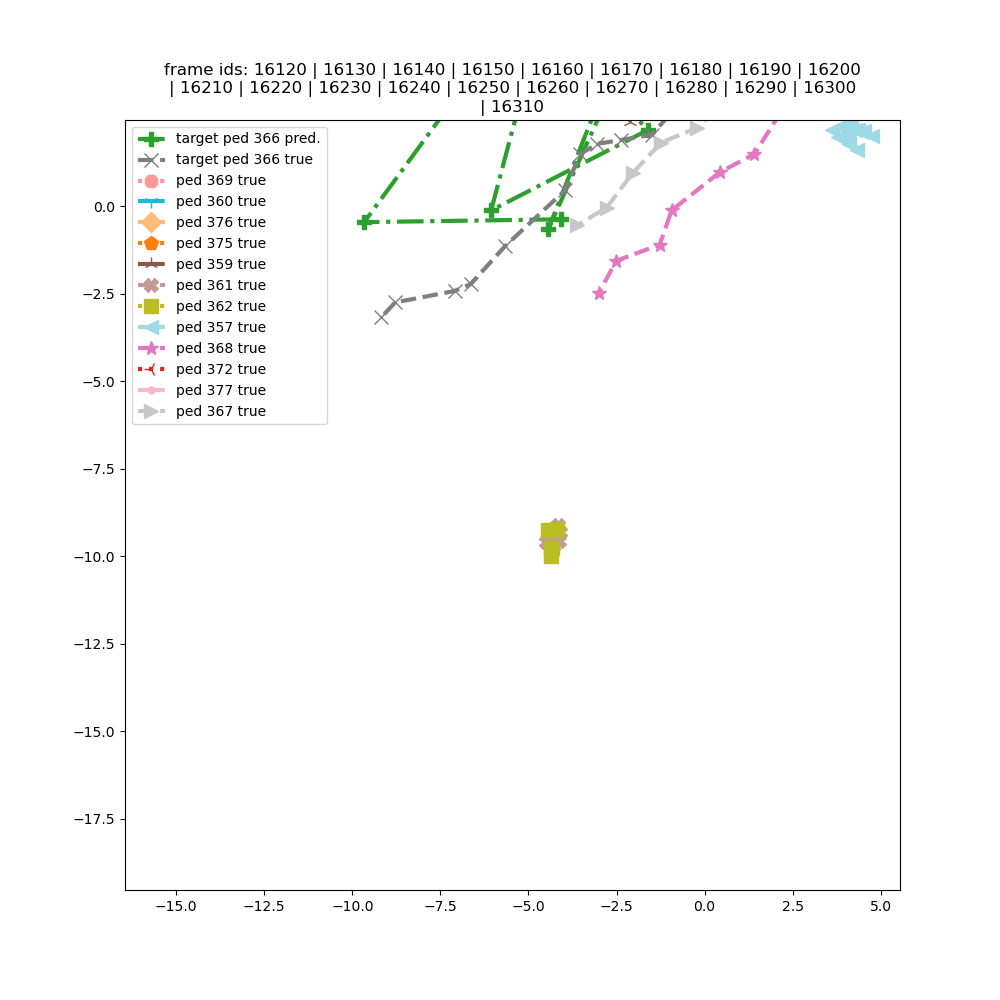 frame ids: 16120 | 16130 | 16140 | 16150 | 16160 | 16170 | 16180 | 16190 | 16200
| 16210 | 16220 | 16230 | 16240 | 16250 | 16260 | 16270 | 16280 | 16290 | 16300
| 16310
target ped 366 pred.
target ped 366 true
ped 369 true
ped 360 true
ped 376 true
ped 375 true
ped 359 true
ped 361 true
ped 362 true
ped 357 true
ped 368 true
ped 372 true
ped 377 true
ped 367 true
0.0
−2.5
−5.0
−7.5
−10.0
−12.5
−15.0
−17.5
−15.0 −12.5 −10.0 −7.5 −5.0 −2.5 0.0 2.5 5.0